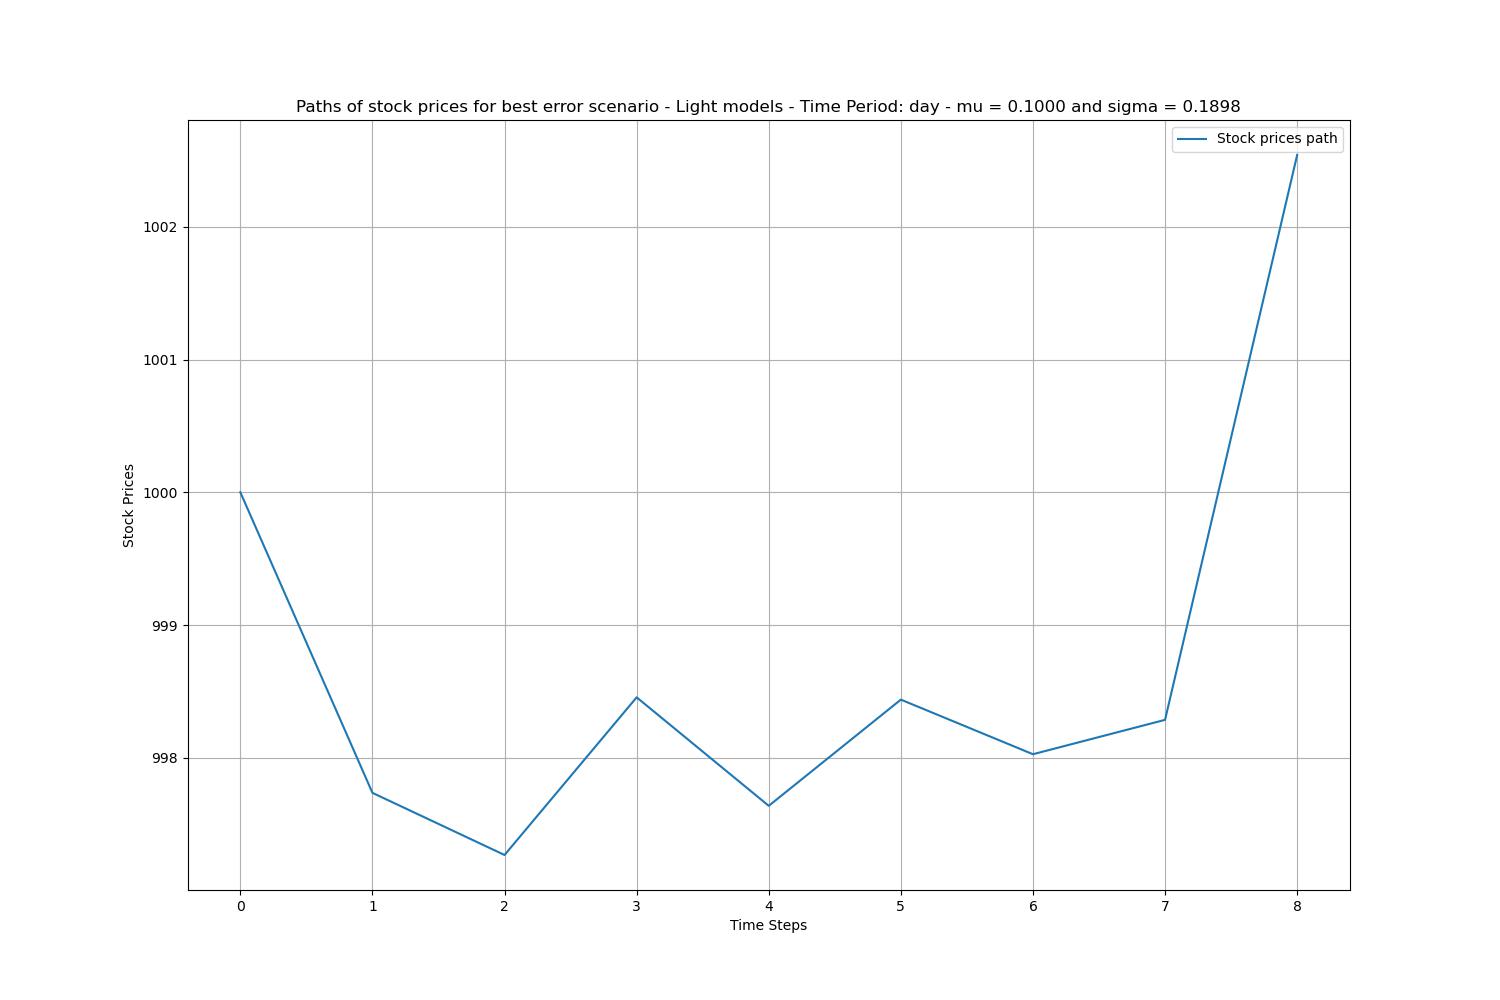 Paths of stock prices for best error scenario - Light models - Time Period: day - mu = 0.1000 and sigma = 0.1898
Stock prices path
1002
1001
1000
999
998
Stock Prices
0 1 2 3 4 5 6 7 8
Time Steps